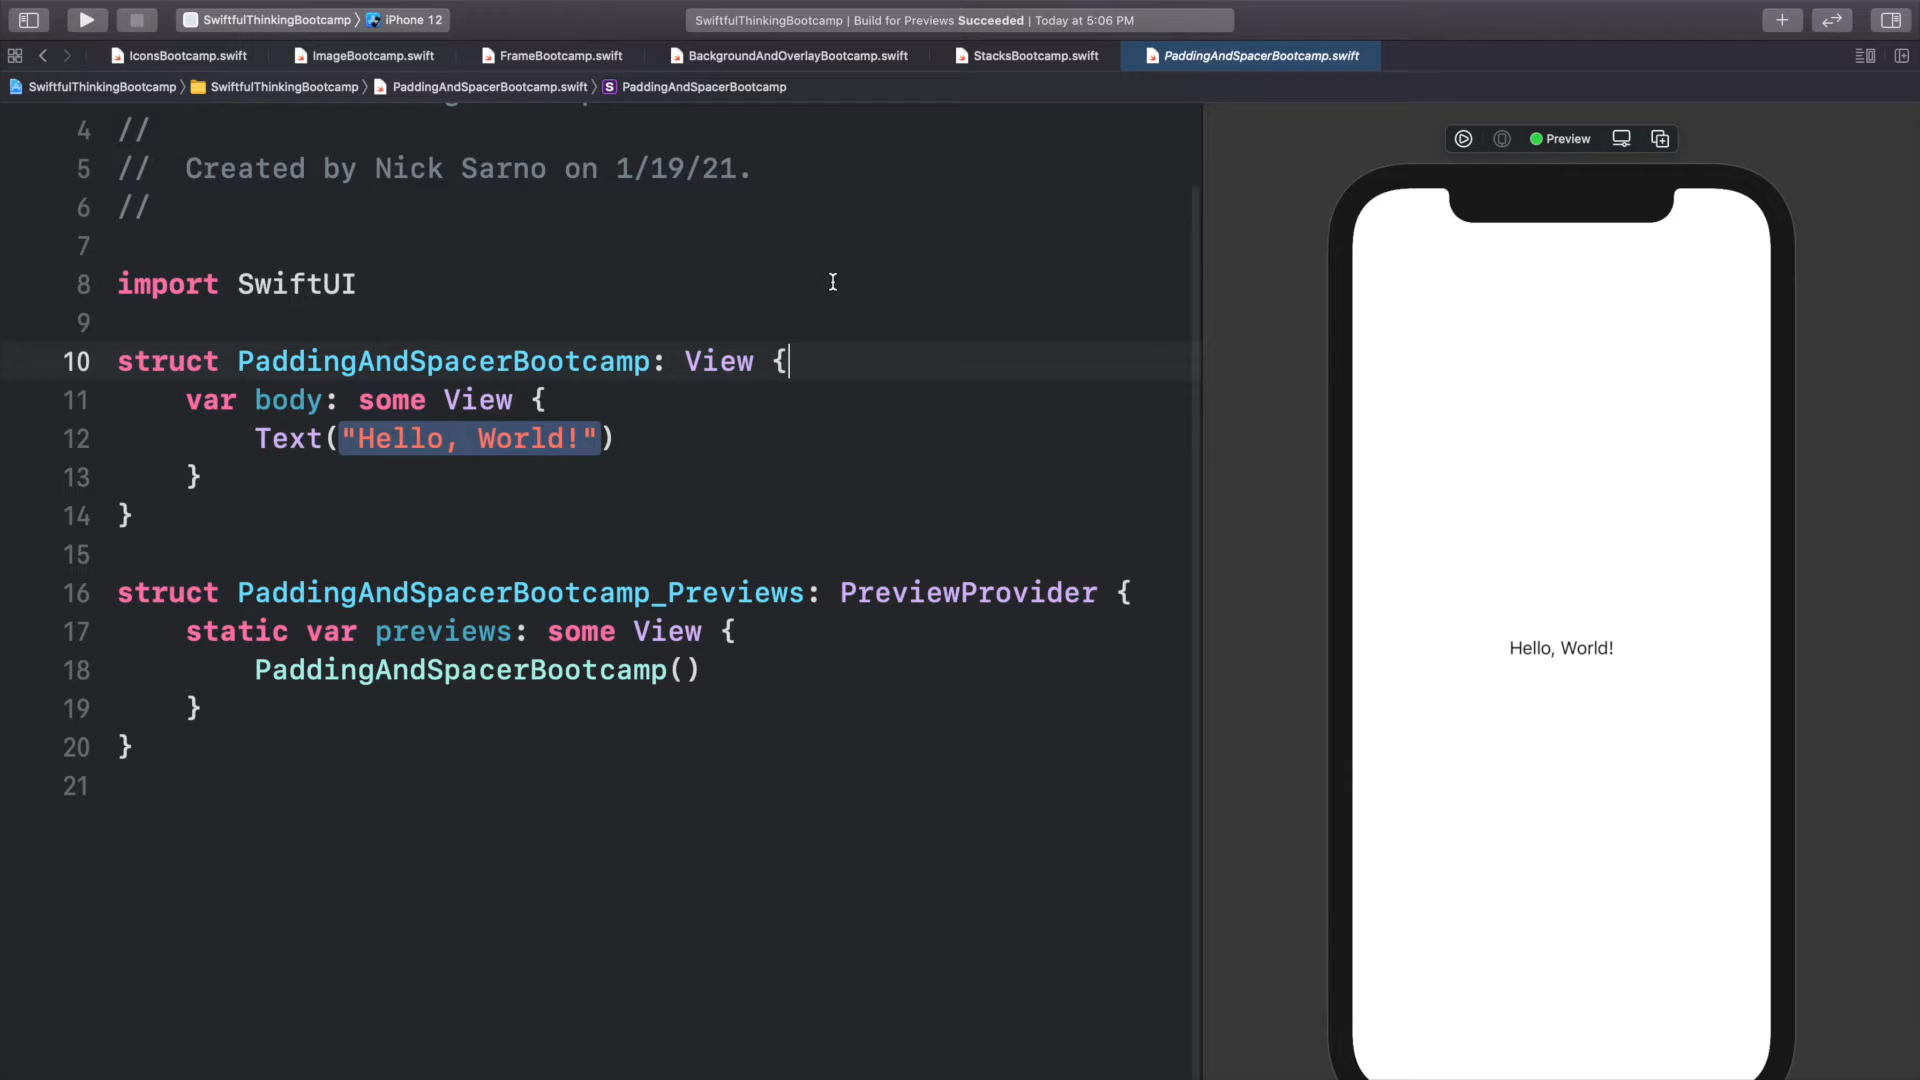 SwiftfulThinkingBootcamp 〉 iPhone 12
SwiftfulThinkingBootcamp | Build for Previews Succeeded | Today at 5:06 PM
IconsBootcamp.swift ImageBootcamp.swift FrameBootcamp.swift BackgroundAndOverlayBootcamp.swift StacksBootcamp.swift PaddingAndSpacerBootcamp.swift
SwiftfulThinkingBootcamp 〉 SwiftfulThinkingBootcamp 〉 PaddingAndSpacerBootcamp.swift 〉 S PaddingAndSpacerBootcamp
4 //
5 //  Created by Nick Sarno on 1/19/21.
6 //
7
8 import SwiftUI
9
10 struct PaddingAndSpacerBootcamp: View {
11     var body: some View {
12         Text("Hello, World!")
13     }
14 }
15
16 struct PaddingAndSpacerBootcamp_Previews: PreviewProvider {
17     static var previews: some View {
18         PaddingAndSpacerBootcamp()
19     }
20 }
21
Preview
Hello, World!